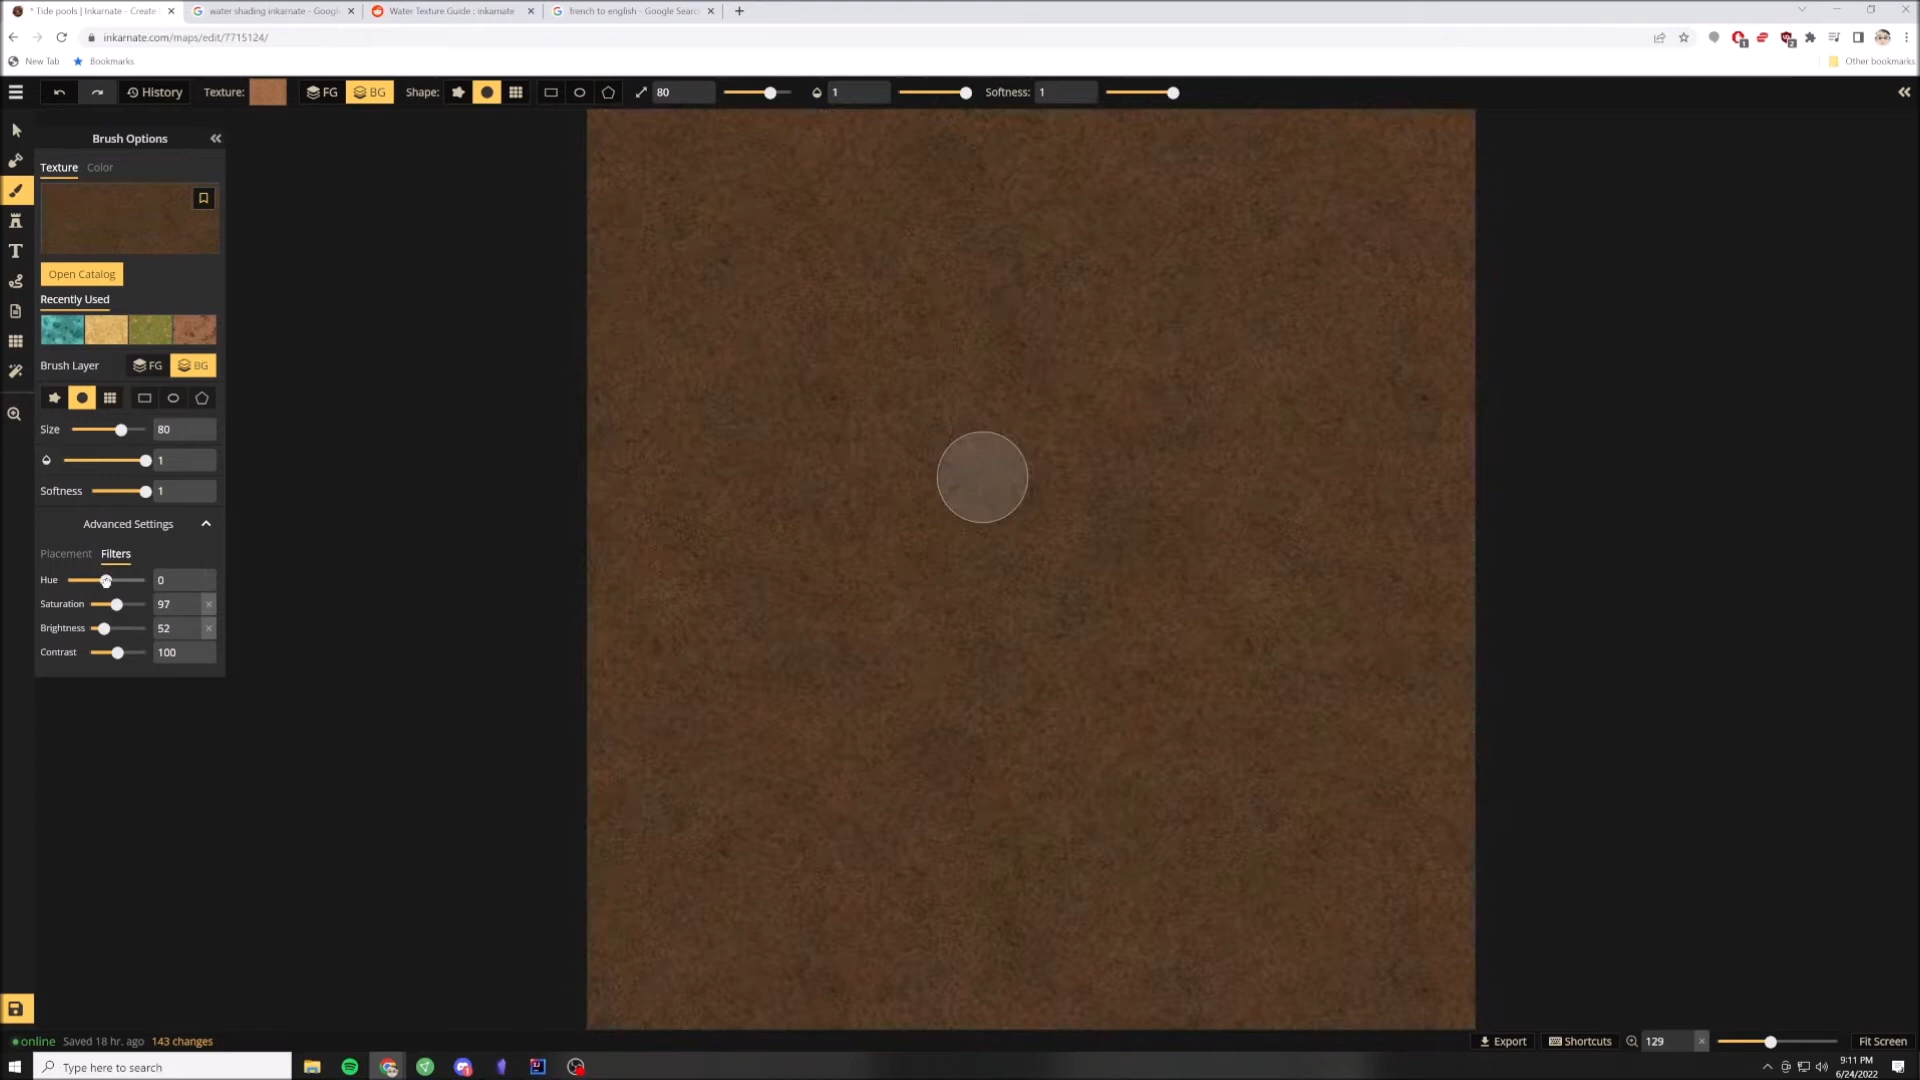 * Tide pools | Inkarnate - Create
water shading inkarnate - Googl
Water Texture Guide : inkarnate
french to english - Google Searc
inkarnate.com/maps/edit/7715124/
New Tab
Bookmarks
Other bookmarks
History
Texture:
FG
BG
Shape:
80
1
Softness: 1
Brush Options
Texture
Color
Open Catalog
Recently Used
Brush Layer
FG
BG
Size
80
1
Softness
1
Advanced Settings
Placement
Filters
Hue
0
Saturation
97
Brightness
52
Contrast
100
online
Saved 18 hr. ago
143 changes
Export
Shortcuts
129
Fit Screen
Type here to search
9:11 PM
6/24/2022